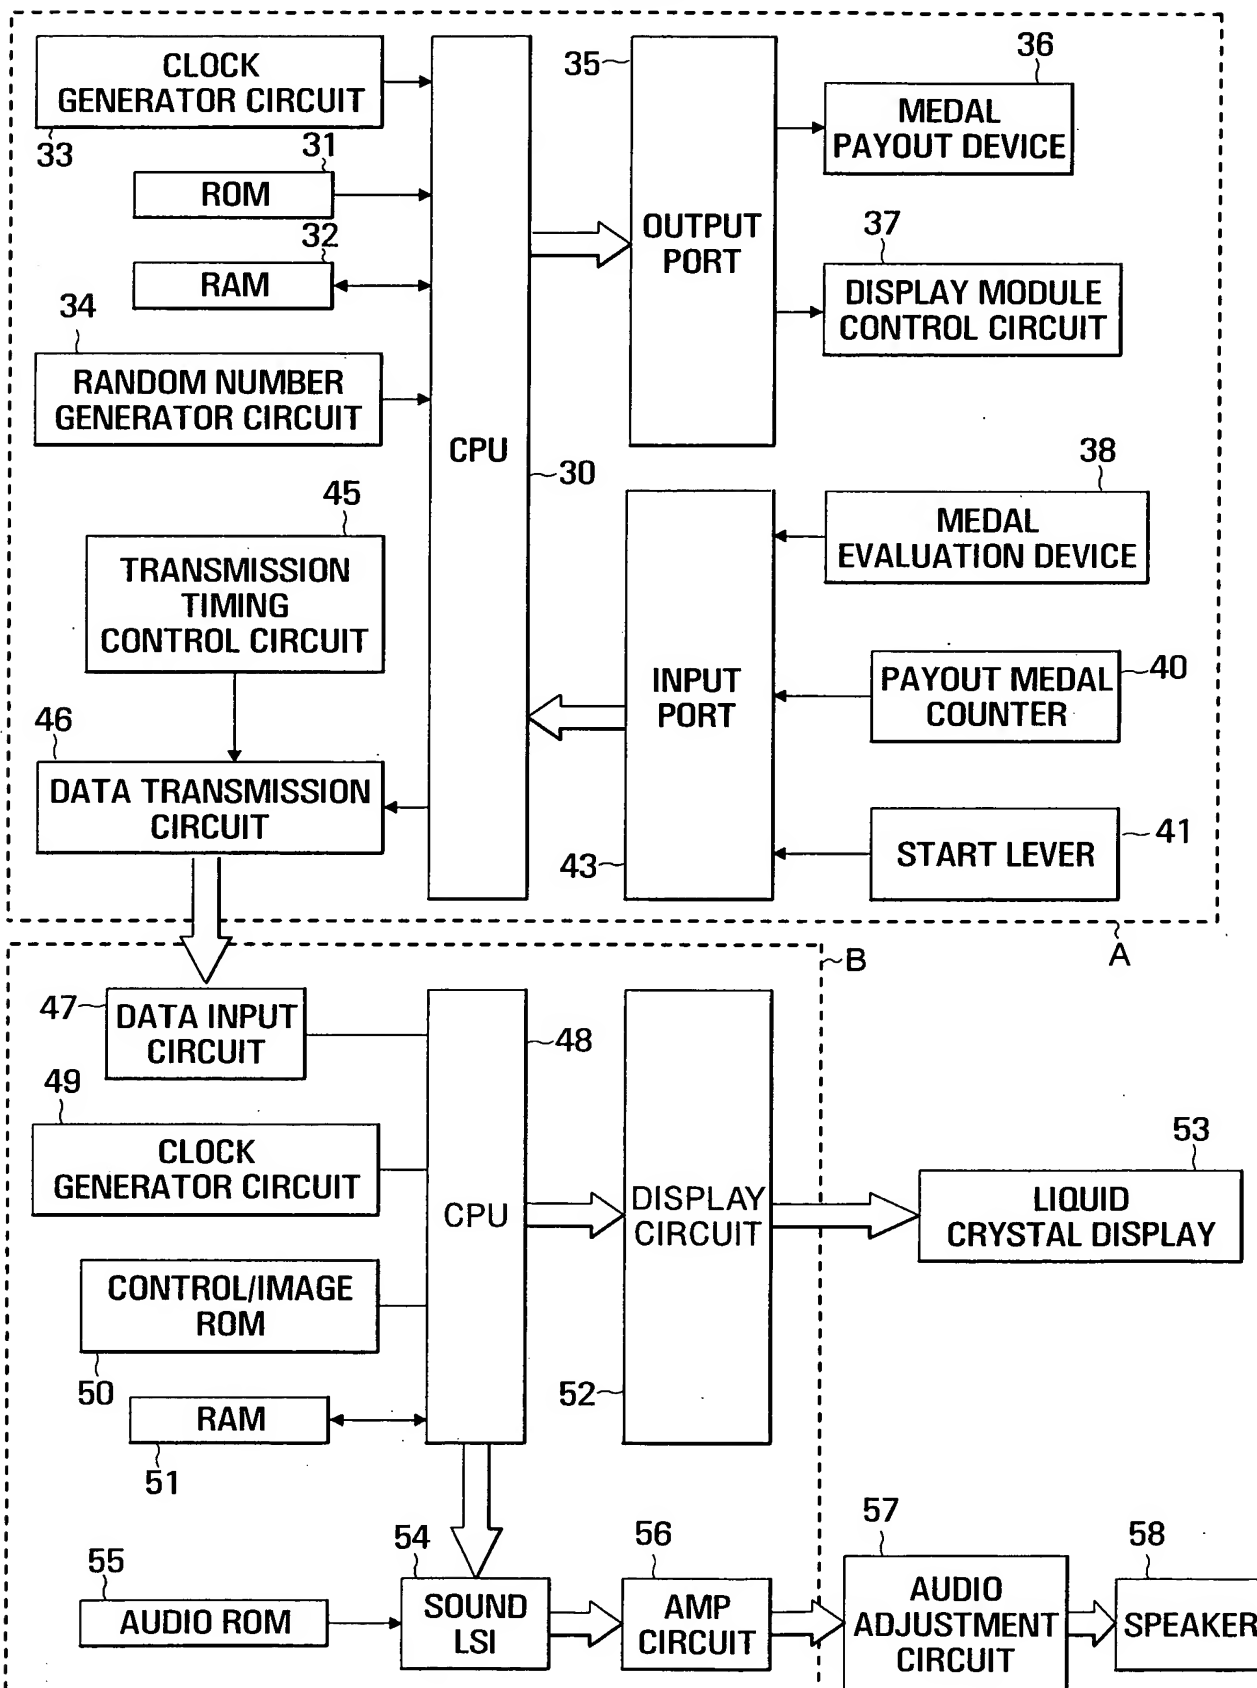 CLOCK
GENERATOR CIRCUIT
33
31
ROM
32
RAM
34
RANDOM NUMBER
GENERATOR CIRCUIT
45
TRANSMISSION
TIMING
CONTROL CIRCUIT
46
DATA TRANSMISSION
CIRCUIT
CPU
30
35
OUTPUT
PORT
36
MEDAL
PAYOUT DEVICE
37
DISPLAY MODULE
CONTROL CIRCUIT
38
MEDAL
EVALUATION DEVICE
INPUT
PORT
43
PAYOUT MEDAL
COUNTER
40
START LEVER
41
A
B
47
DATA INPUT
CIRCUIT
49
CLOCK
GENERATOR CIRCUIT
CONTROL/IMAGE
ROM
50
RAM
51
CPU
48
DISPLAY
CIRCUIT
52
53
LIQUID
CRYSTAL DISPLAY
55
AUDIO ROM
54
SOUND
LSI
56
AMP
CIRCUIT
57
AUDIO
ADJUSTMENT
CIRCUIT
58
SPEAKER